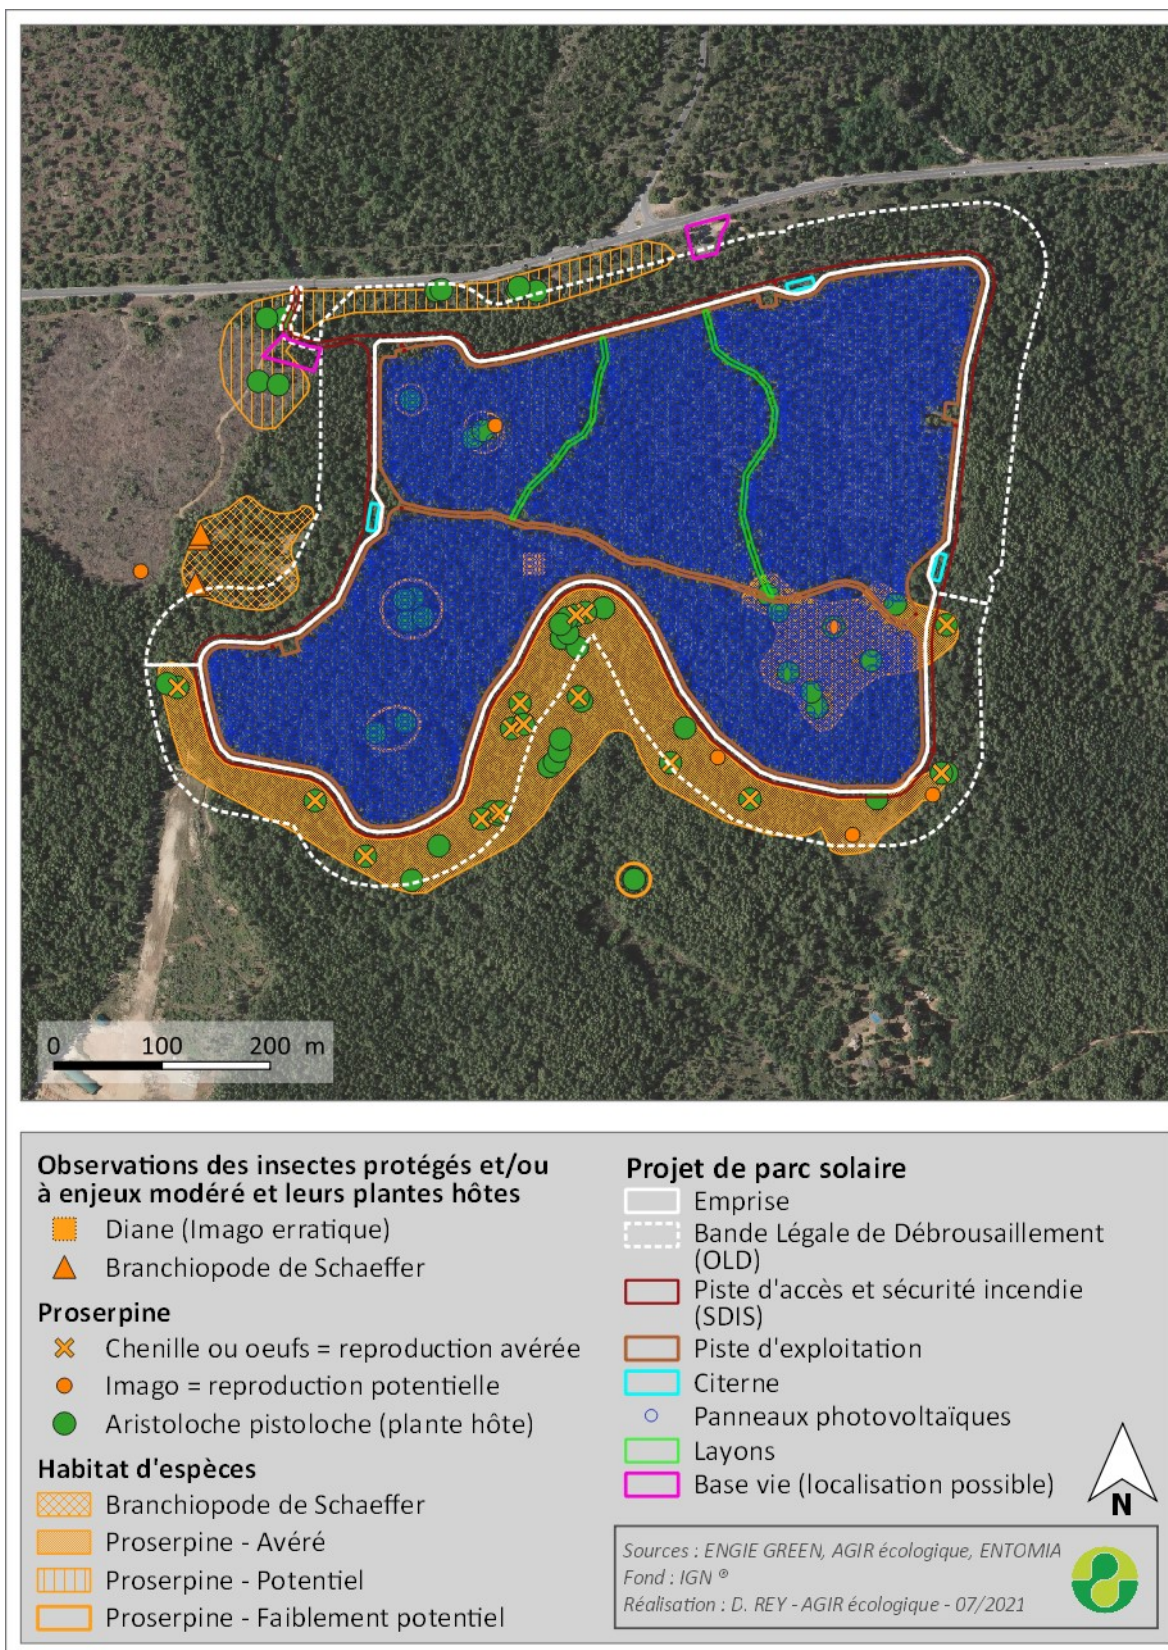 0 100 200 m
Observations des insectes protégés et/ou
à enjeux modéré et leurs plantes hôtes
Diane (Imago erratique)
Branchiopode de Schaeffer
Proserpine
Chenille ou oeufs = reproduction avérée
Imago = reproduction potentielle
Aristoloche pistoloche (plante hôte)
Habitat d'espèces
Branchiopode de Schaeffer
Proserpine - Avéré
Proserpine - Potentiel
Proserpine - Faiblement potentiel
Projet de parc solaire
Emprise
Bande Légale de Débrousaillement
(OLD)
Piste d'accès et sécurité incendie
(SDIS)
Piste d'exploitation
Citerne
Panneaux photovoltaïques
Layons
Base vie (localisation possible)
N
Sources : ENGIE GREEN, AGIR écologique, ENTOMIA
Fond : IGN ®
Réalisation : D. REY - AGIR écologique - 07/2021